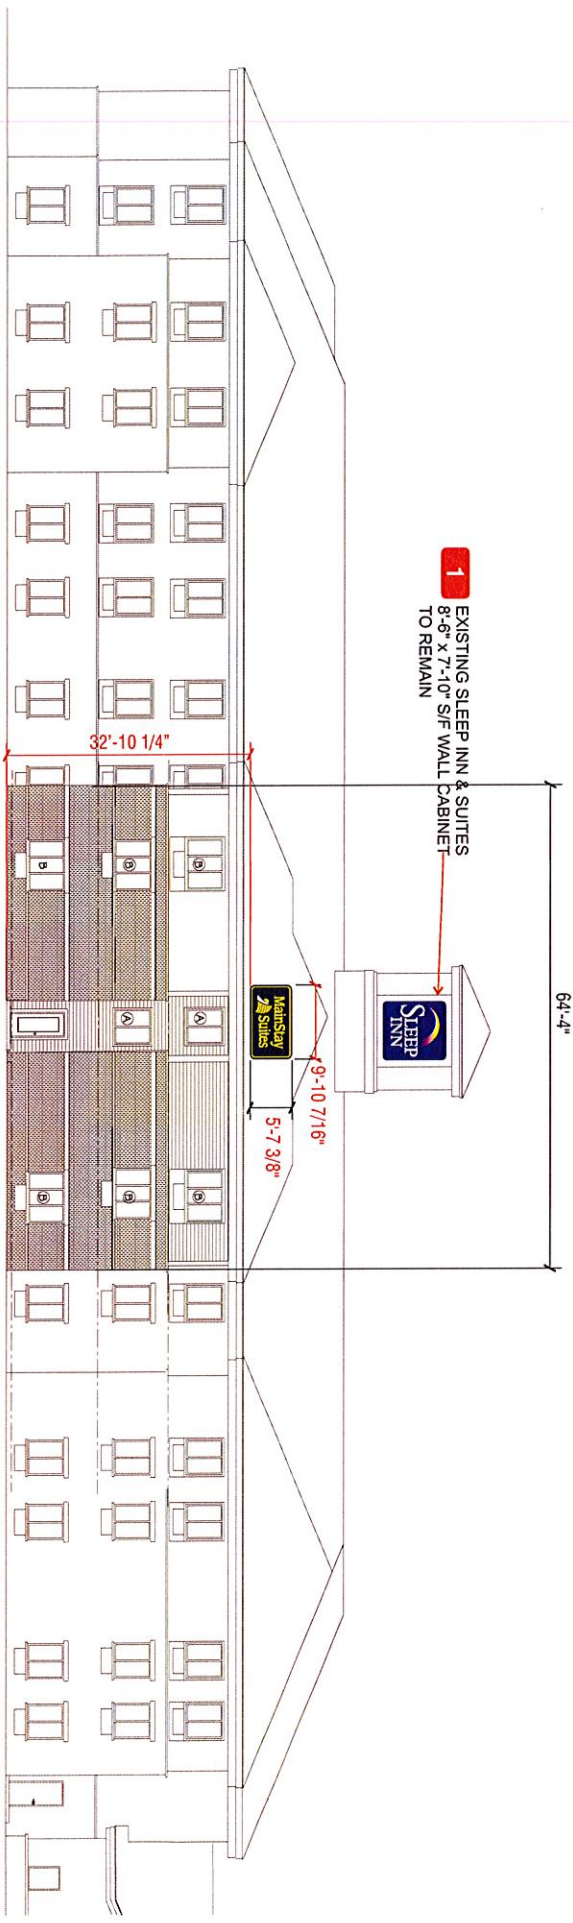 64'-4"
1
EXISTING SLEEP INN & SUITES
8'-6" x 7'-10" S/F WALL CABINET
TO REMAIN
SLEEP
INN
MainStay
Suites
9'-10 7/16"
5'-7 3/8"
32'-10 1/4"
B
A
B
B
A
B
B
B